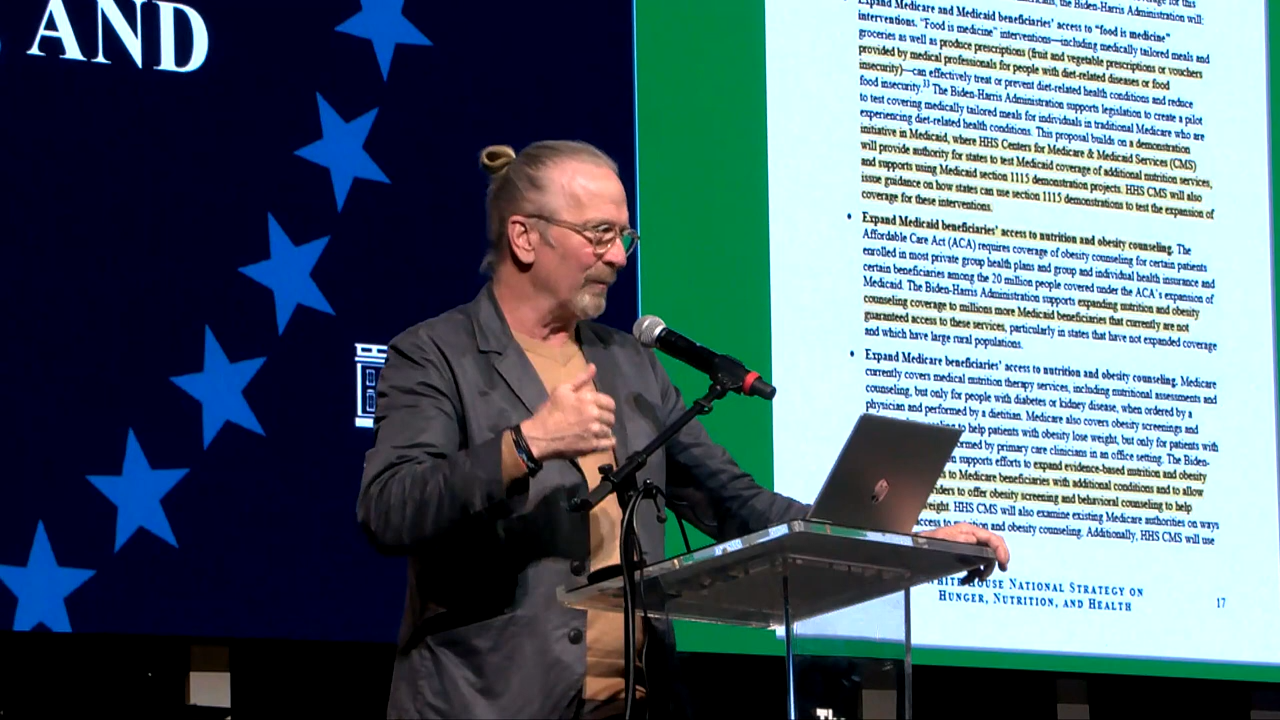 AND
the Biden-Harris Administration will:
Expand Medicare and Medicaid beneficiaries' access to "food is medicine"
interventions. "Food is medicine" interventions—including medically tailored meals and
groceries as well as produce prescriptions (fruit and vegetable prescriptions or vouchers
provided by medical professionals for people with diet-related diseases or food
insecurity)—can effectively treat or prevent diet-related health conditions and reduce
food insecurity.33 The Biden-Harris Administration supports legislation to create a pilot
to test covering medically tailored meals for individuals in traditional Medicare who are
experiencing diet-related health conditions. This proposal builds on a demonstration
initiative in Medicaid, where HHS Centers for Medicare & Medicaid Services (CMS)
will provide authority for states to test Medicaid coverage of additional nutrition services,
and supports using Medicaid section 1115 demonstration projects. HHS CMS will also
issue guidance on how states can use section 1115 demonstrations to test the expansion of
coverage for these interventions.
• Expand Medicaid beneficiaries' access to nutrition and obesity counseling. The
Affordable Care Act (ACA) requires coverage of obesity counseling for certain patients
enrolled in most private group health plans and group and individual health insurance and
certain beneficiaries among the 20 million people covered under the ACA's expansion of
Medicaid. The Biden-Harris Administration supports expanding nutrition and obesity
counseling coverage to millions more Medicaid beneficiaries that currently are not
guaranteed access to these services, particularly in states that have not expanded coverage
and which have large rural populations.
• Expand Medicare beneficiaries' access to nutrition and obesity counseling. Medicare
currently covers medical nutrition therapy services, including nutritional assessments and
counseling, but only for people with diabetes or kidney disease, when ordered by a
physician and performed by a dietitian. Medicare also covers obesity screenings and
to help patients with obesity lose weight, but only for patients with
formed by primary care clinicians in an office setting. The Biden-
supports efforts to expand evidence-based nutrition and obesity
to Medicare beneficiaries with additional conditions and to allow
to offer obesity screening and behavioral counseling to help
weight. HHS CMS will also examine existing Medicare authorities on ways
access to nutrition and obesity counseling. Additionally, HHS CMS will use
WHITE HOUSE NATIONAL STRATEGY ON
HUNGER, NUTRITION, AND HEALTH
17